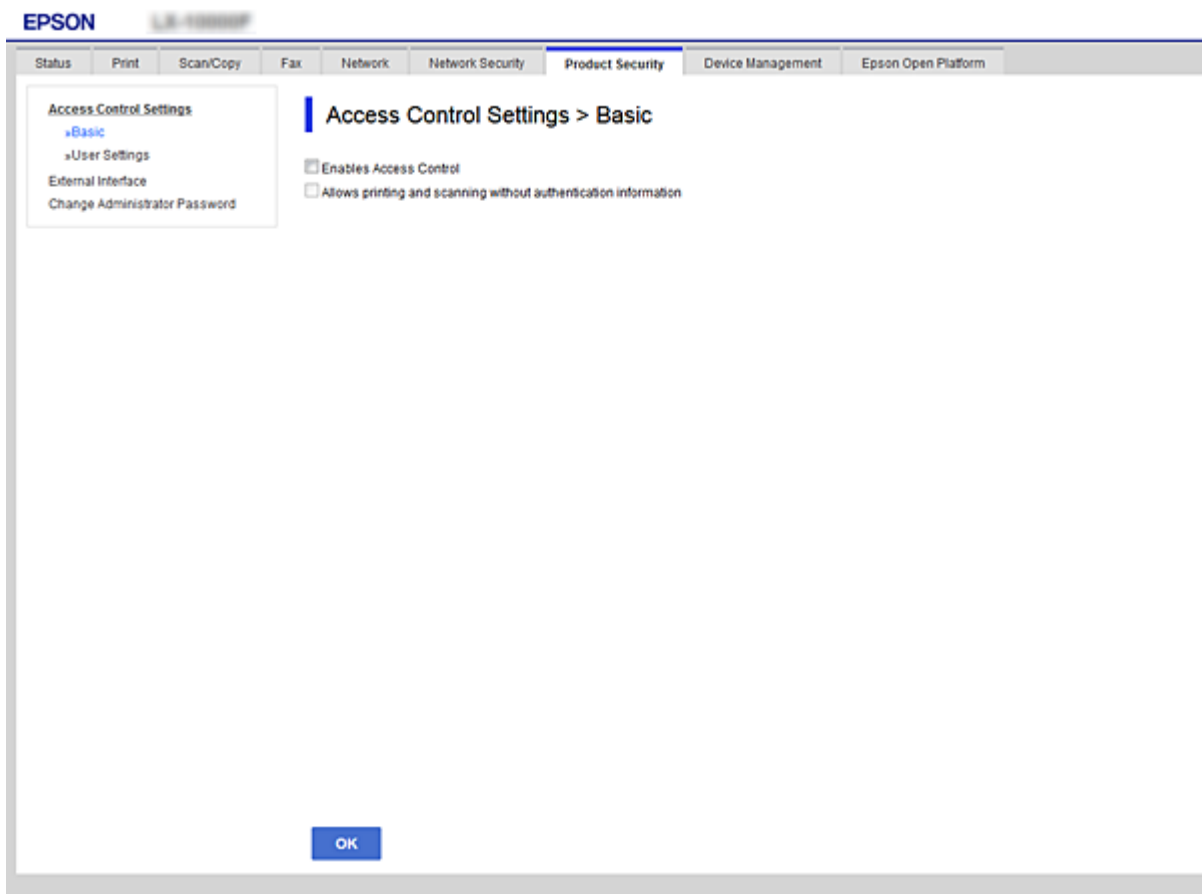 EPSON
Status Print Scan/Copy Fax Network Network Security Product Security Device Management Epson Open Platform
Access Control Settings
»Basic
»User Settings
External Interface
Change Administrator Password
Access Control Settings > Basic
Enables Access Control
Allows printing and scanning without authentication information
OK